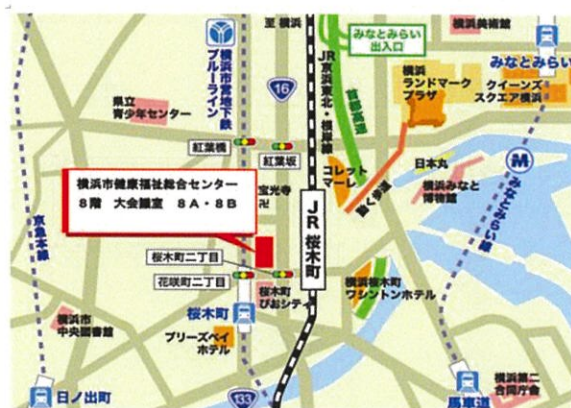 至 横浜
みなとみらい
出入口
横浜美術館
みなとみらい
クイーンズ
スクエア横浜
横浜
ランドマーク
プラザ
横浜市営地下鉄
ブルーライン
16
JR京浜東北・根岸線
首都高速
県立
青少年センター
紅葉橋
紅葉坂
コレット
マーレ
動く歩道
日本丸
横浜みなと
博物館
みなとみらい線
横浜市健康福祉総合センター
8階 大会議室 8A・8B
宝光寺
卍
JR桜木町
京急本線
桜木町二丁目
花咲町二丁目
桜木町
ぴおシティ
横浜桜木町
ワシントンホテル
桜木町
ブリーズベイ
ホテル
横浜市
中央図書館
日ノ出町
133
馬車道
横浜第二
合同庁舎